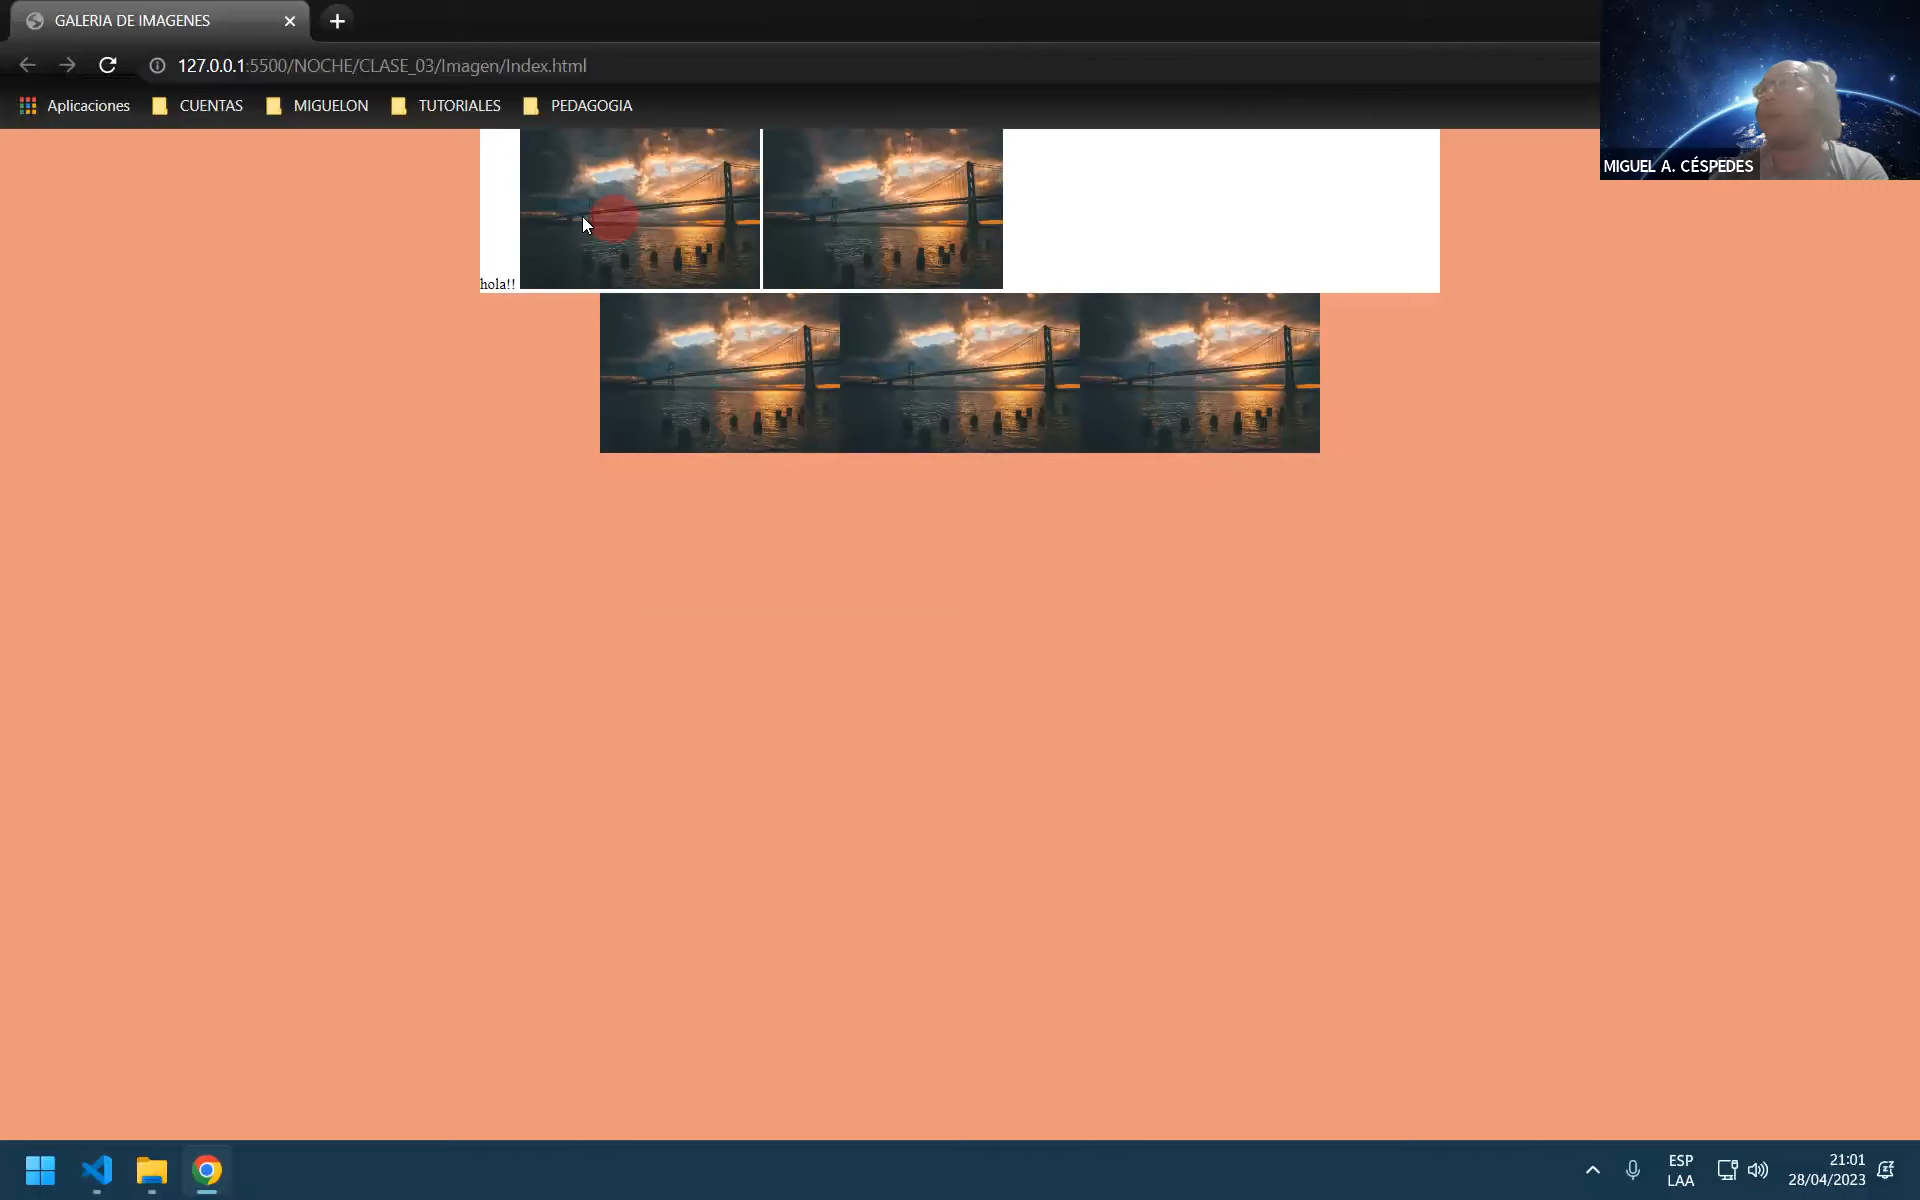 GALERIA DE IMAGENES
127.0.0.1:5500/NOCHE/CLASE_03/Imagen/Index.html
Aplicaciones CUENTAS MIGUELON TUTORIALES PEDAGOGIA
MIGUEL A. CÉSPEDES
hola!!
ESP
LAA
21:01
28/04/2023